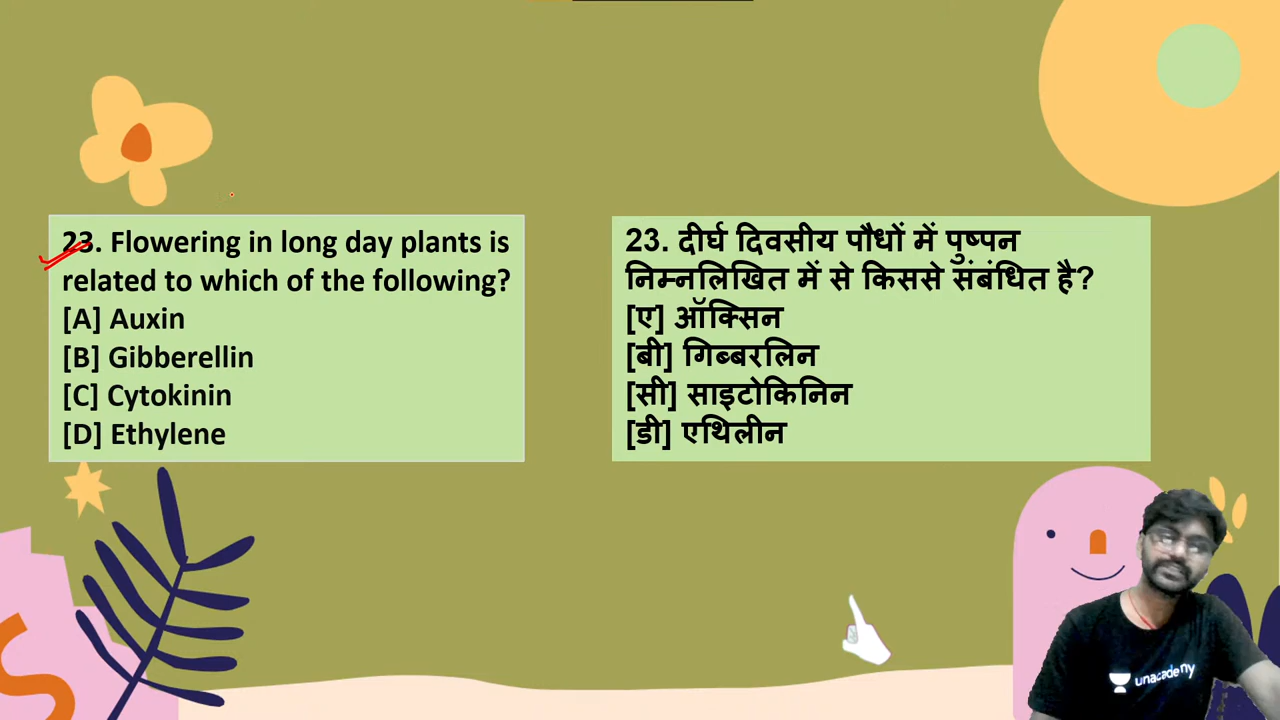 23. Flowering in long day plants is
related to which of the following?
[A] Auxin
[B] Gibberellin
[C] Cytokinin
[D] Ethylene
23. दीर्घ दिवसीय पौधों में पुष्पन
निम्नलिखित में से किससे संबंधित है?
[ए] ऑक्सिन
[बी] गिब्बरलिन
[सी] साइटोकिनिन
[डी] एथिलीन
unacademy